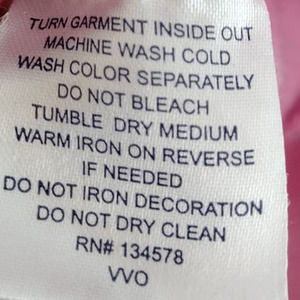 TURN GARMENT INSIDE OUT
MACHINE WASH COLD
WASH COLOR SEPARATELY
DO NOT BLEACH
TUMBLE DRY MEDIUM
WARM IRON ON REVERSE
IF NEEDED
DO NOT IRON DECORATION
DO NOT DRY CLEAN
RN# 134578
VVO